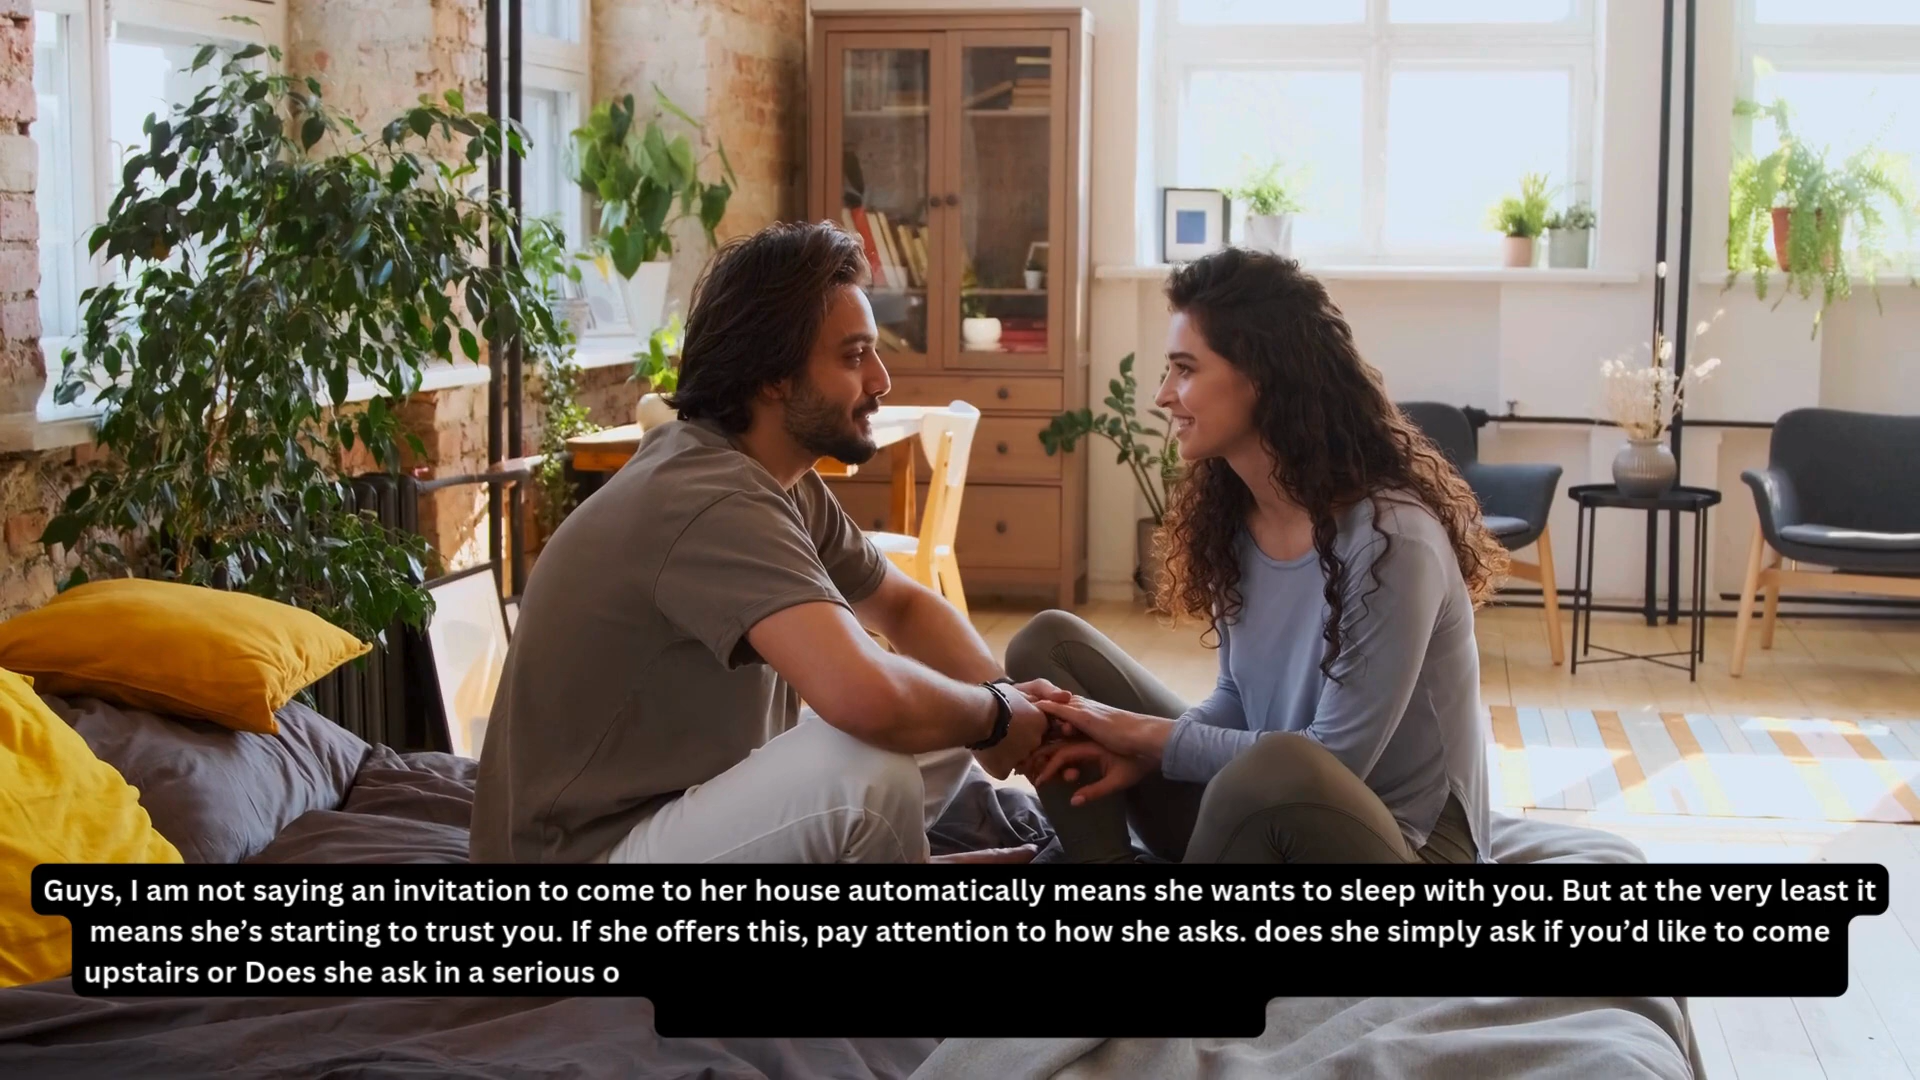 Guys, I am not saying an invitation to come to her house automatically means she wants to sleep with you. But at the very least it
means she’s starting to trust you. If she offers this, pay attention to how she asks. does she simply ask if you’d like to come
upstairs or Does she ask in a serious o